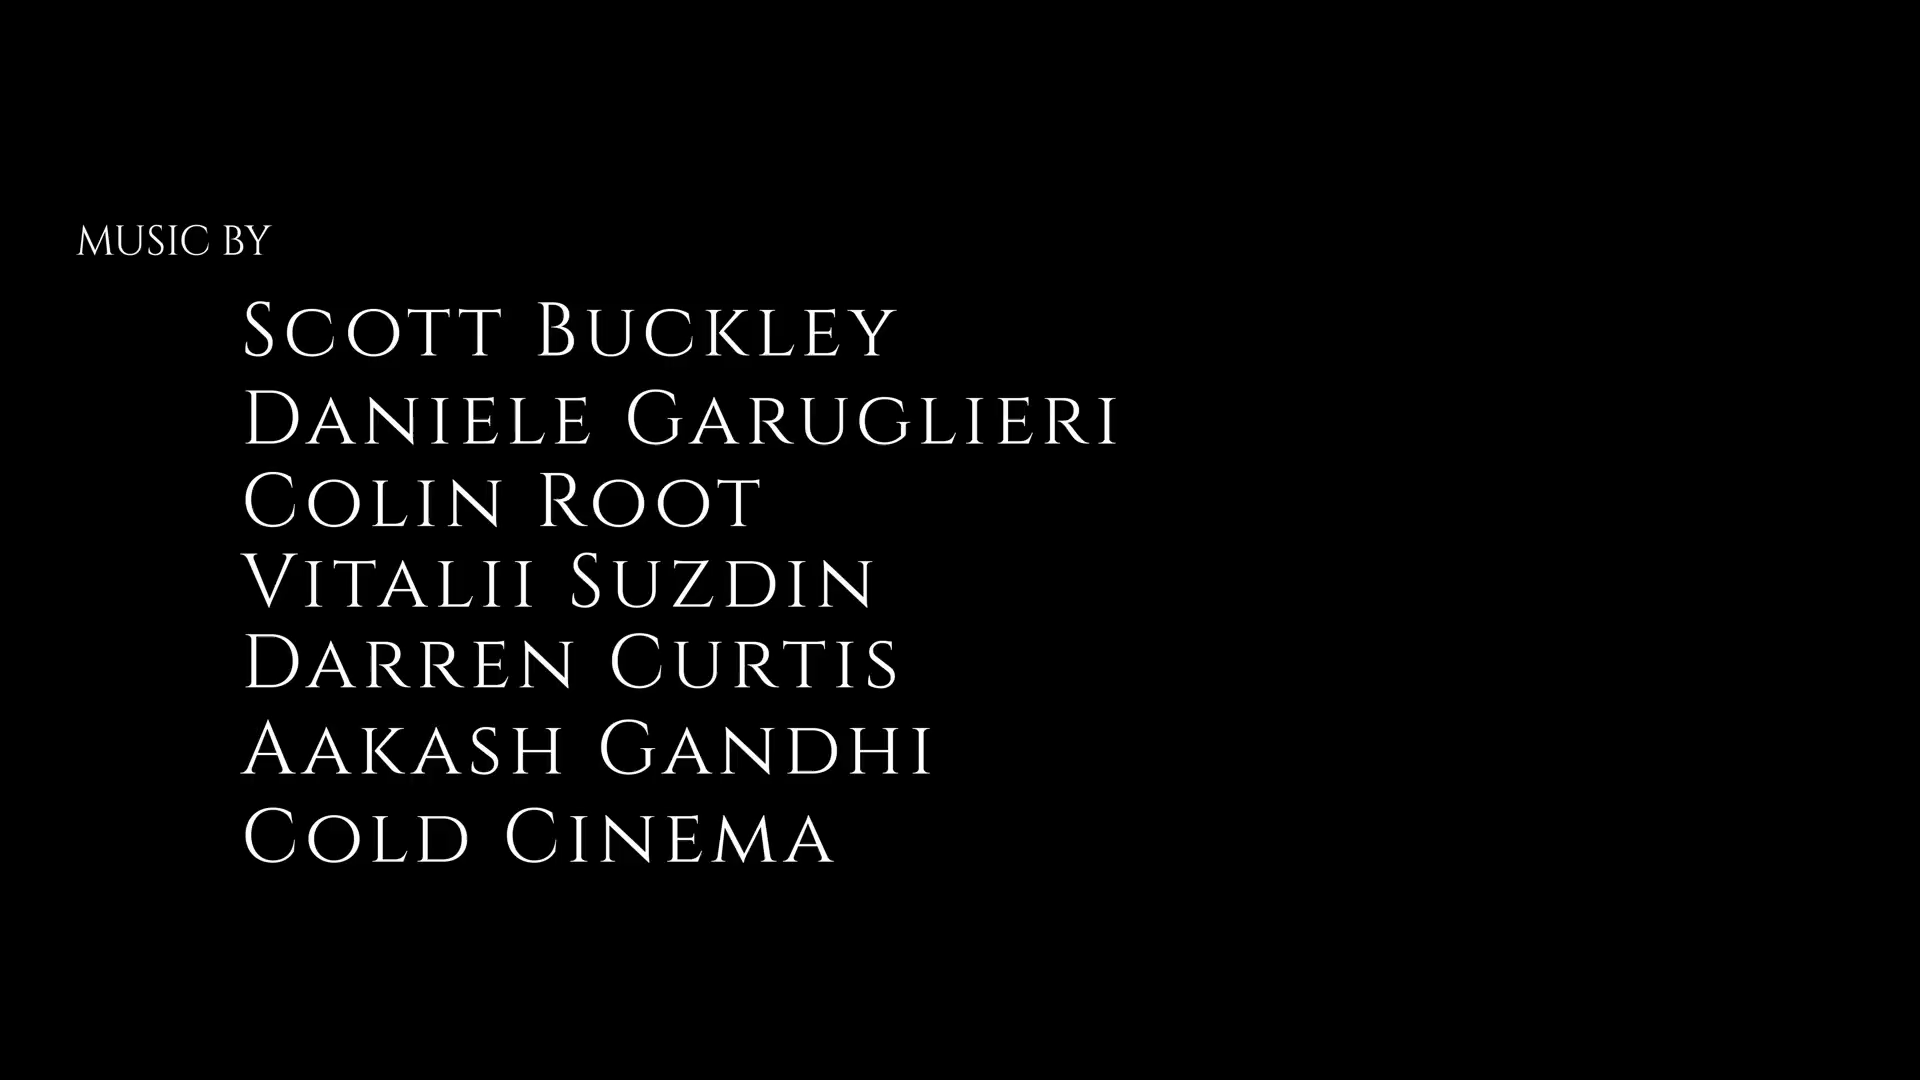 MUSIC BY
Scott Buckley
Daniele Garuglieri
Colin Root
Vitalii Suzdin
Darren Curtis
Aakash Gandhi
Cold Cinema